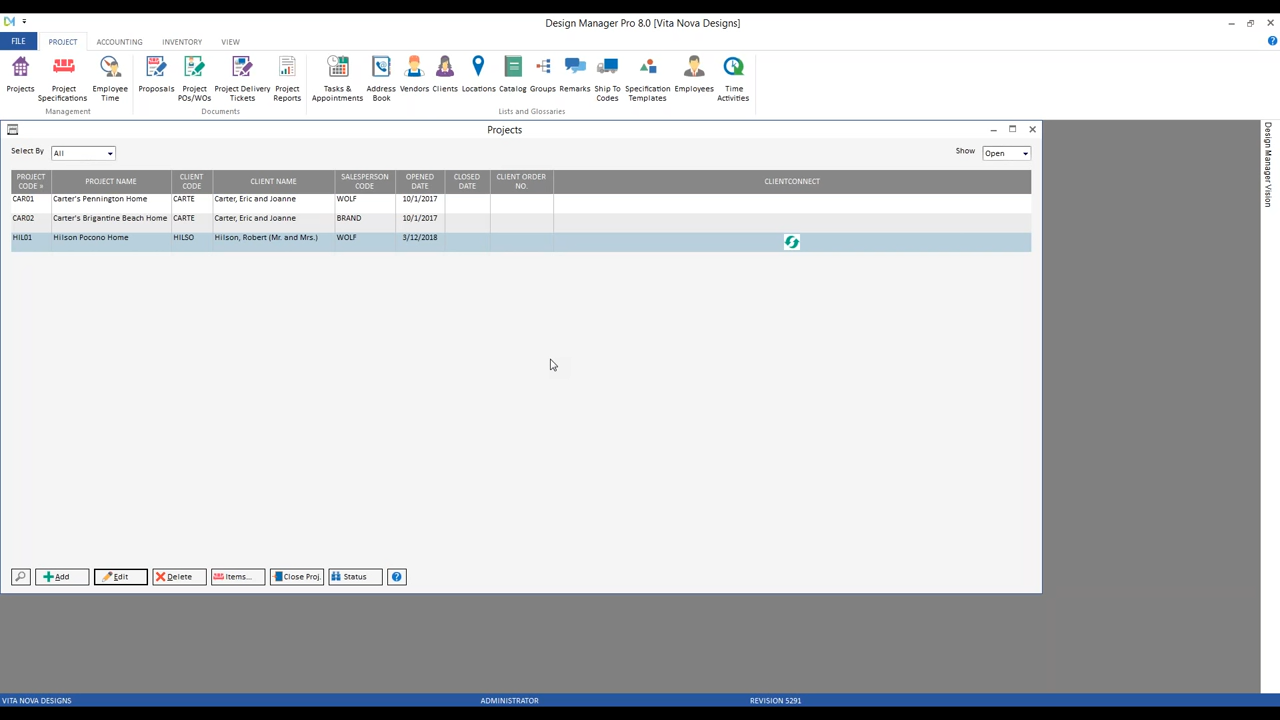 Design Manager Pro 8.0 [Vita Nova Designs]
FILE PROJECT ACCOUNTING INVENTORY VIEW
Projects
Project Specifications
Employee Time
Proposals
Project POs/WOs
Project Delivery Tickets
Project Reports
Tasks & Appointments
Address Book
Vendors
Clients
Locations
Catalog
Groups
Remarks
Ship To Codes
Specification Templates
Employees
Time Activities
Management Documents Lists and Glossaries
Projects
Select By All Show Open
PROJECT CODE PROJECT NAME CLIENT CODE CLIENT NAME SALESPERSON CODE OPENED DATE CLOSED DATE CLIENT ORDER NO. CLIENTCONNECT
CAR01 Carter's Pennington Home CARTE Carter, Eric and Joanne WOLF 10/1/2017
CAR02 Carter's Brigantine Beach Home CARTE Carter, Eric and Joanne BRAND 10/1/2017
HIL01 Hilson Pocono Home HILSO Hilson, Robert (Mr. and Mrs.) WOLF 3/12/2018
Add Edit Delete Items... Close Proj. Status
Design Manager Vision
VITA NOVA DESIGNS ADMINISTRATOR REVISION 5291